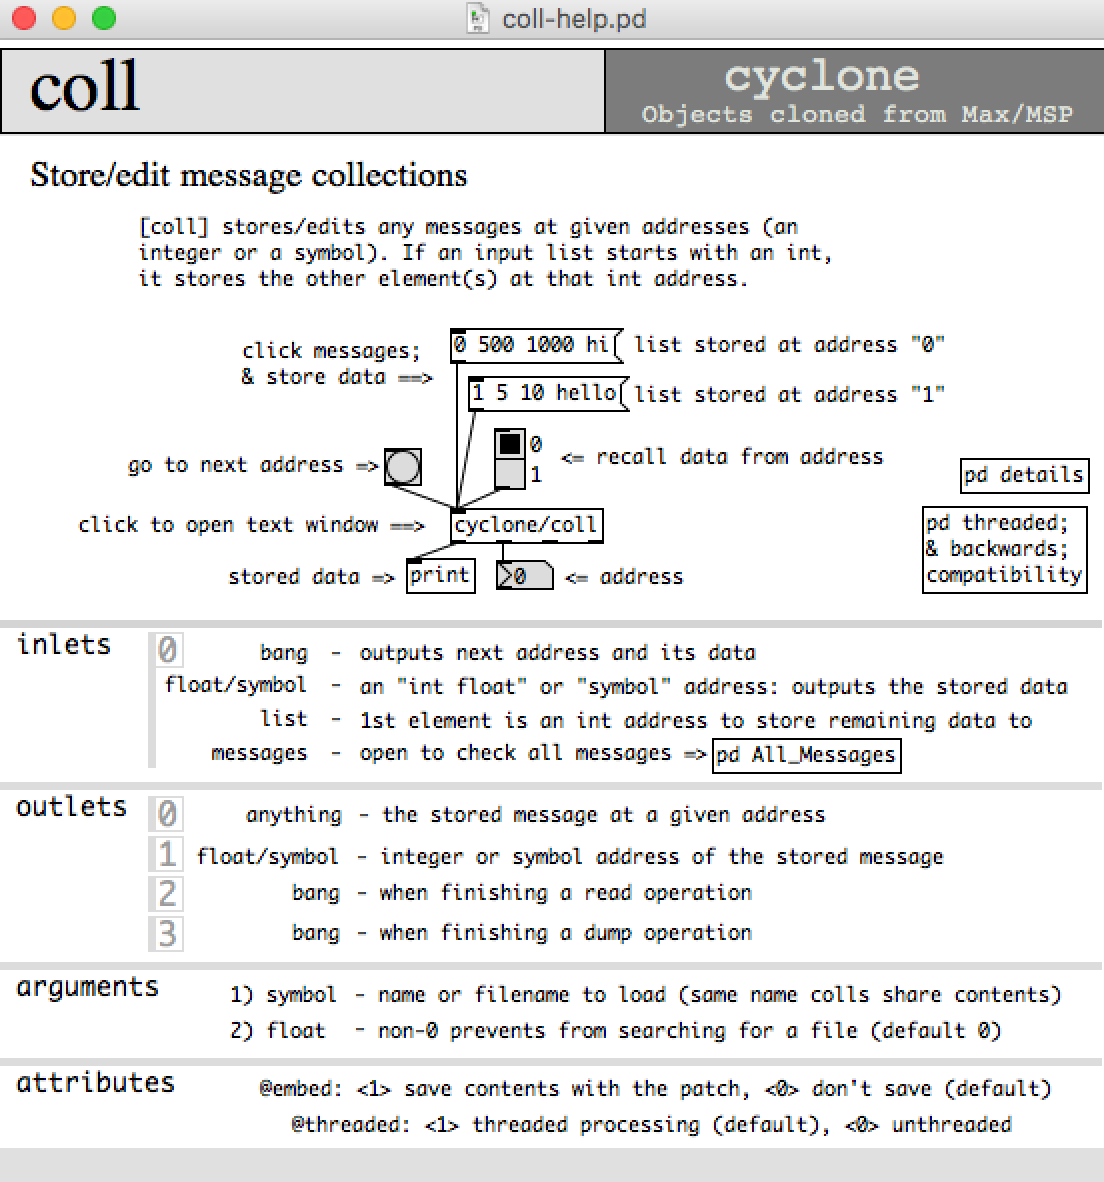 coll-help.pd
coll
cyclone
Objects cloned from Max/MSP
Store/edit message collections
[coll] stores/edits any messages at given addresses (an
integer or a symbol). If an input list starts with an int,
it stores the other element(s) at that int address.
click messages;
& store data ==>
0 500 1000 hi
list stored at address "0"
1 5 10 hello
list stored at address "1"
go to next address =>
0
1
<= recall data from address
pd details
click to open text window ==>
cyclone/coll
pd threaded;
& backwards;
compatibility
stored data =>
print
>0
<= address
inlets
0
bang - outputs next address and its data
float/symbol - an "int float" or "symbol" address: outputs the stored data
list - 1st element is an int address to store remaining data to
messages - open to check all messages => pd All_Messages
outlets
0 anything - the stored message at a given address
1 float/symbol - integer or symbol address of the stored message
2 bang - when finishing a read operation
3 bang - when finishing a dump operation
arguments
1) symbol - name or filename to load (same name colls share contents)
2) float - non-0 prevents from searching for a file (default 0)
attributes
@embed: <1> save contents with the patch, <0> don't save (default)
@threaded: <1> threaded processing (default), <0> unthreaded